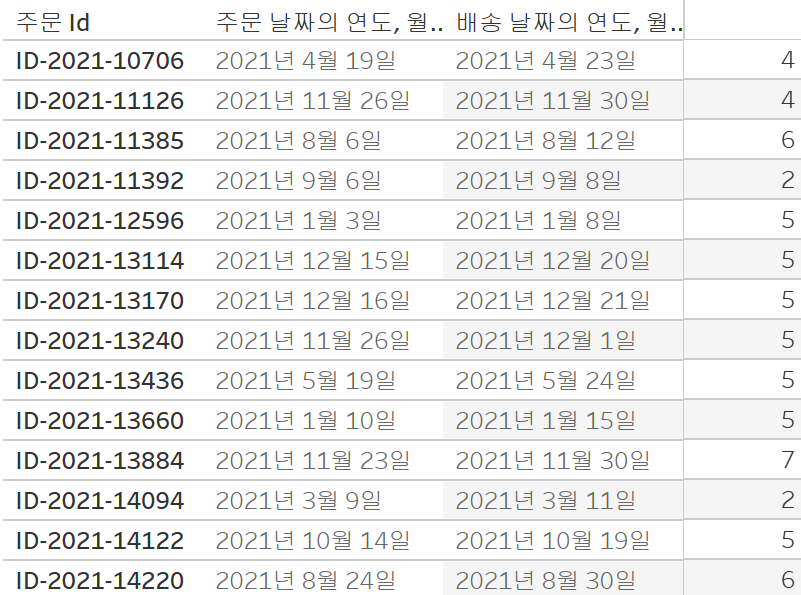 주문 Id 주문 날짜의 연도, 월.. 배송 날짜의 연도, 월..
ID-2021-10706 2021년 4월 19일 2021년 4월 23일 4
ID-2021-11126 2021년 11월 26일 2021년 11월 30일 4
ID-2021-11385 2021년 8월 6일 2021년 8월 12일 6
ID-2021-11392 2021년 9월 6일 2021년 9월 8일 2
ID-2021-12596 2021년 1월 3일 2021년 1월 8일 5
ID-2021-13114 2021년 12월 15일 2021년 12월 20일 5
ID-2021-13170 2021년 12월 16일 2021년 12월 21일 5
ID-2021-13240 2021년 11월 26일 2021년 12월 1일 5
ID-2021-13436 2021년 5월 19일 2021년 5월 24일 5
ID-2021-13660 2021년 1월 10일 2021년 1월 15일 5
ID-2021-13884 2021년 11월 23일 2021년 11월 30일 7
ID-2021-14094 2021년 3월 9일 2021년 3월 11일 2
ID-2021-14122 2021년 10월 14일 2021년 10월 19일 5
ID-2021-14220 2021년 8월 24일 2021년 8월 30일 6